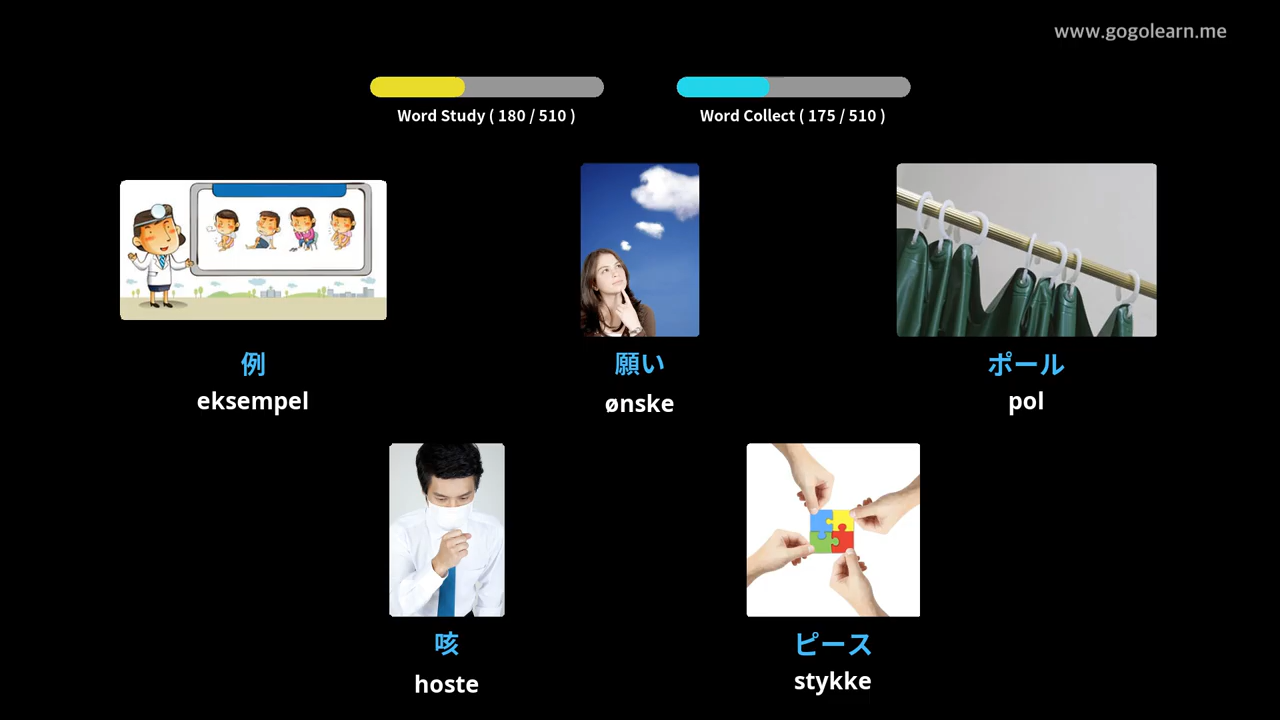 www.gogolearn.me
Word Study ( 180 / 510 )
Word Collect ( 175 / 510 )
例
eksempel
願い
ønske
ポール
pol
咳
hoste
ピース
stykke